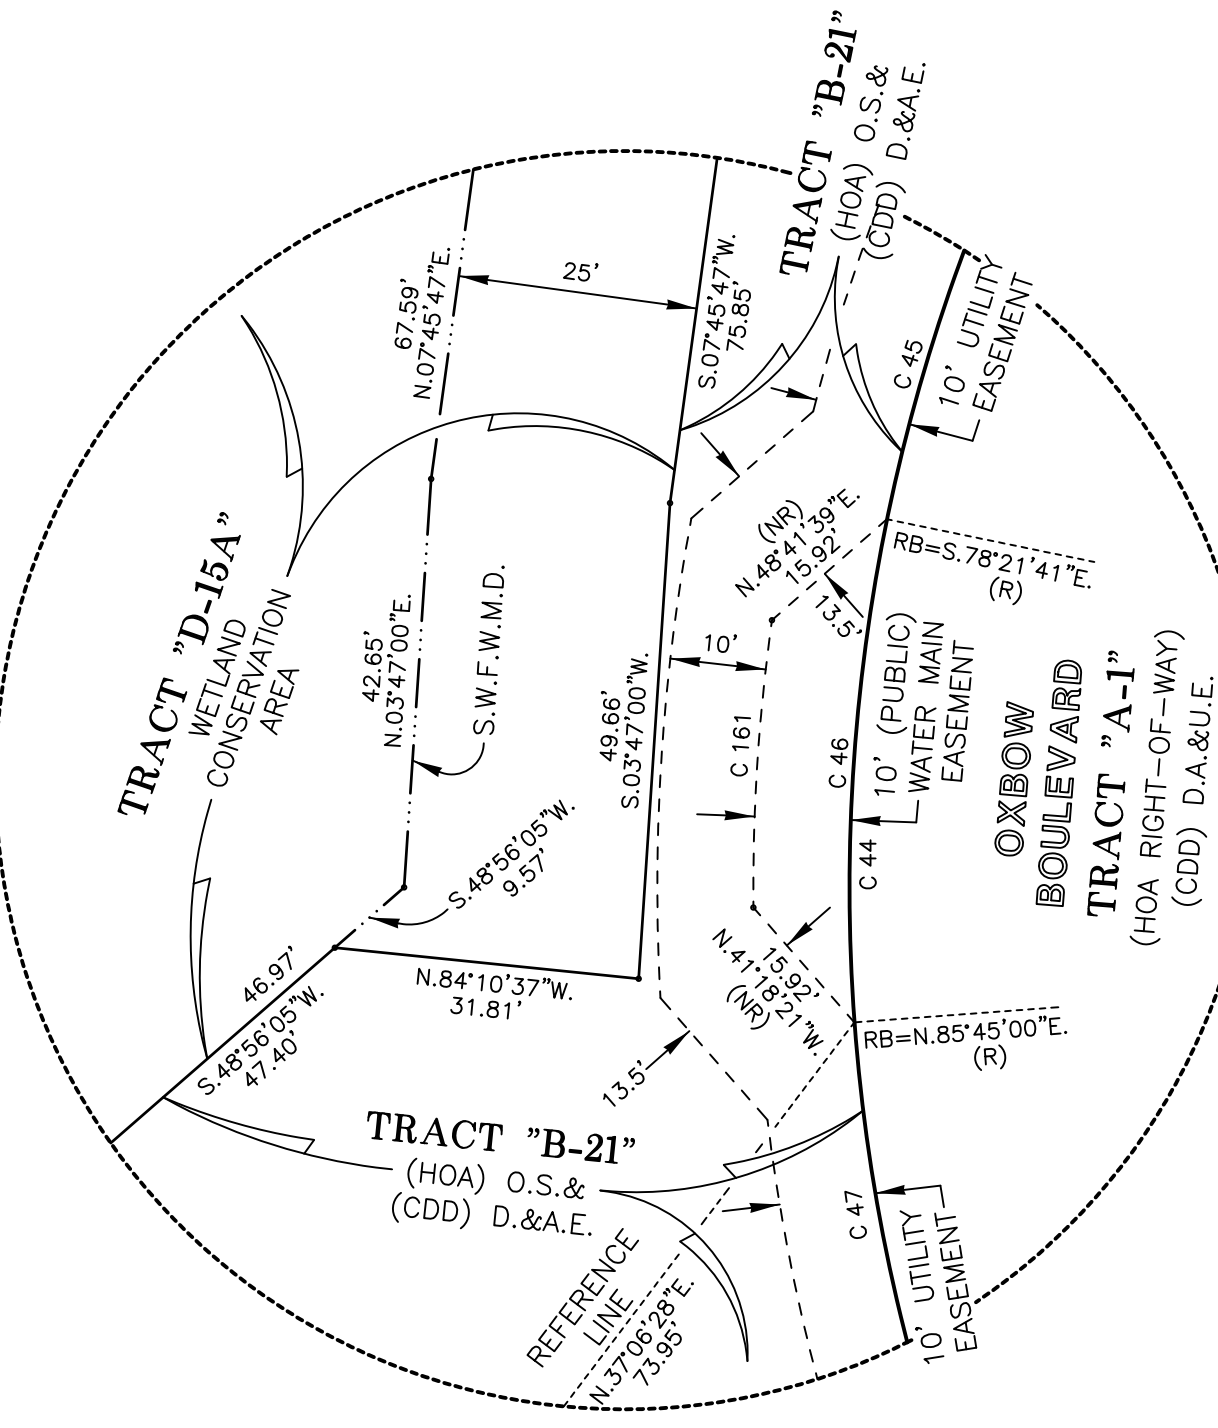 TRACT "B-21"
(HOA) O.S.&
(CDD) D.&A.E.
67.59'
N.07°45'47"E.
25'
S.07°45'47"W.
75.85'
C 45
10' UTILITY
EASEMENT
TRACT "D-15A"
WETLAND
CONSERVATION
AREA
(NR)
N.48°41'39"E.
15.92'
13.5'
RB=S.78°21'41"E.
(R)
42.65'
N.03°47'00"E.
S.W.F.W.M.D.
49.66'
S.03°47'00"W.
10'
C 161
C 46
10' (PUBLIC)
WATER MAIN
EASEMENT
OXBOW
BOULEVARD
TRACT "A-1"
(HOA RIGHT-OF-WAY)
(CDD) D.A.&U.E.
S.48°56'05"W.
9.57'
C 44
46.97'
S.48°56'05"W.
47.40'
N.84°10'37"W.
31.81'
15.92'
N.41°18'21"W.
(NR)
RB=N.85°45'00"E.
(R)
13.5'
TRACT "B-21"
(HOA) O.S.&
(CDD) D.&A.E.
C 47
REFERENCE
LINE
N.37°06'28"E.
73.95'
10' UTILITY
EASEMENT